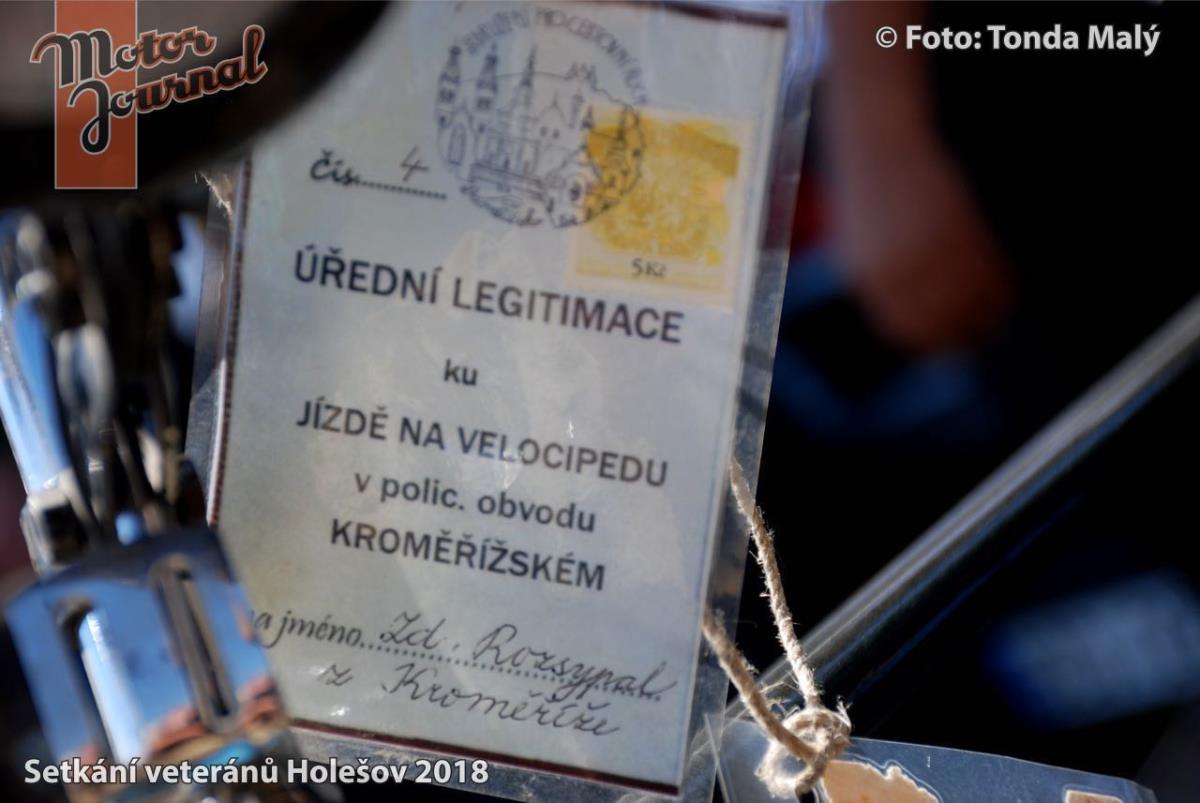 Motor
Journal
© Foto: Tonda Malý
čís. 4
5 Kč
ÚŘEDNÍ LEGITIMACE
ku
JÍZDĚ NA VELOCIPEDU
v polic. obvodu
KROMĚŘÍŽSKÉM
na jméno Zd. Rozsypal
z Kroměříže
Setkání veteránů Holešov 2018